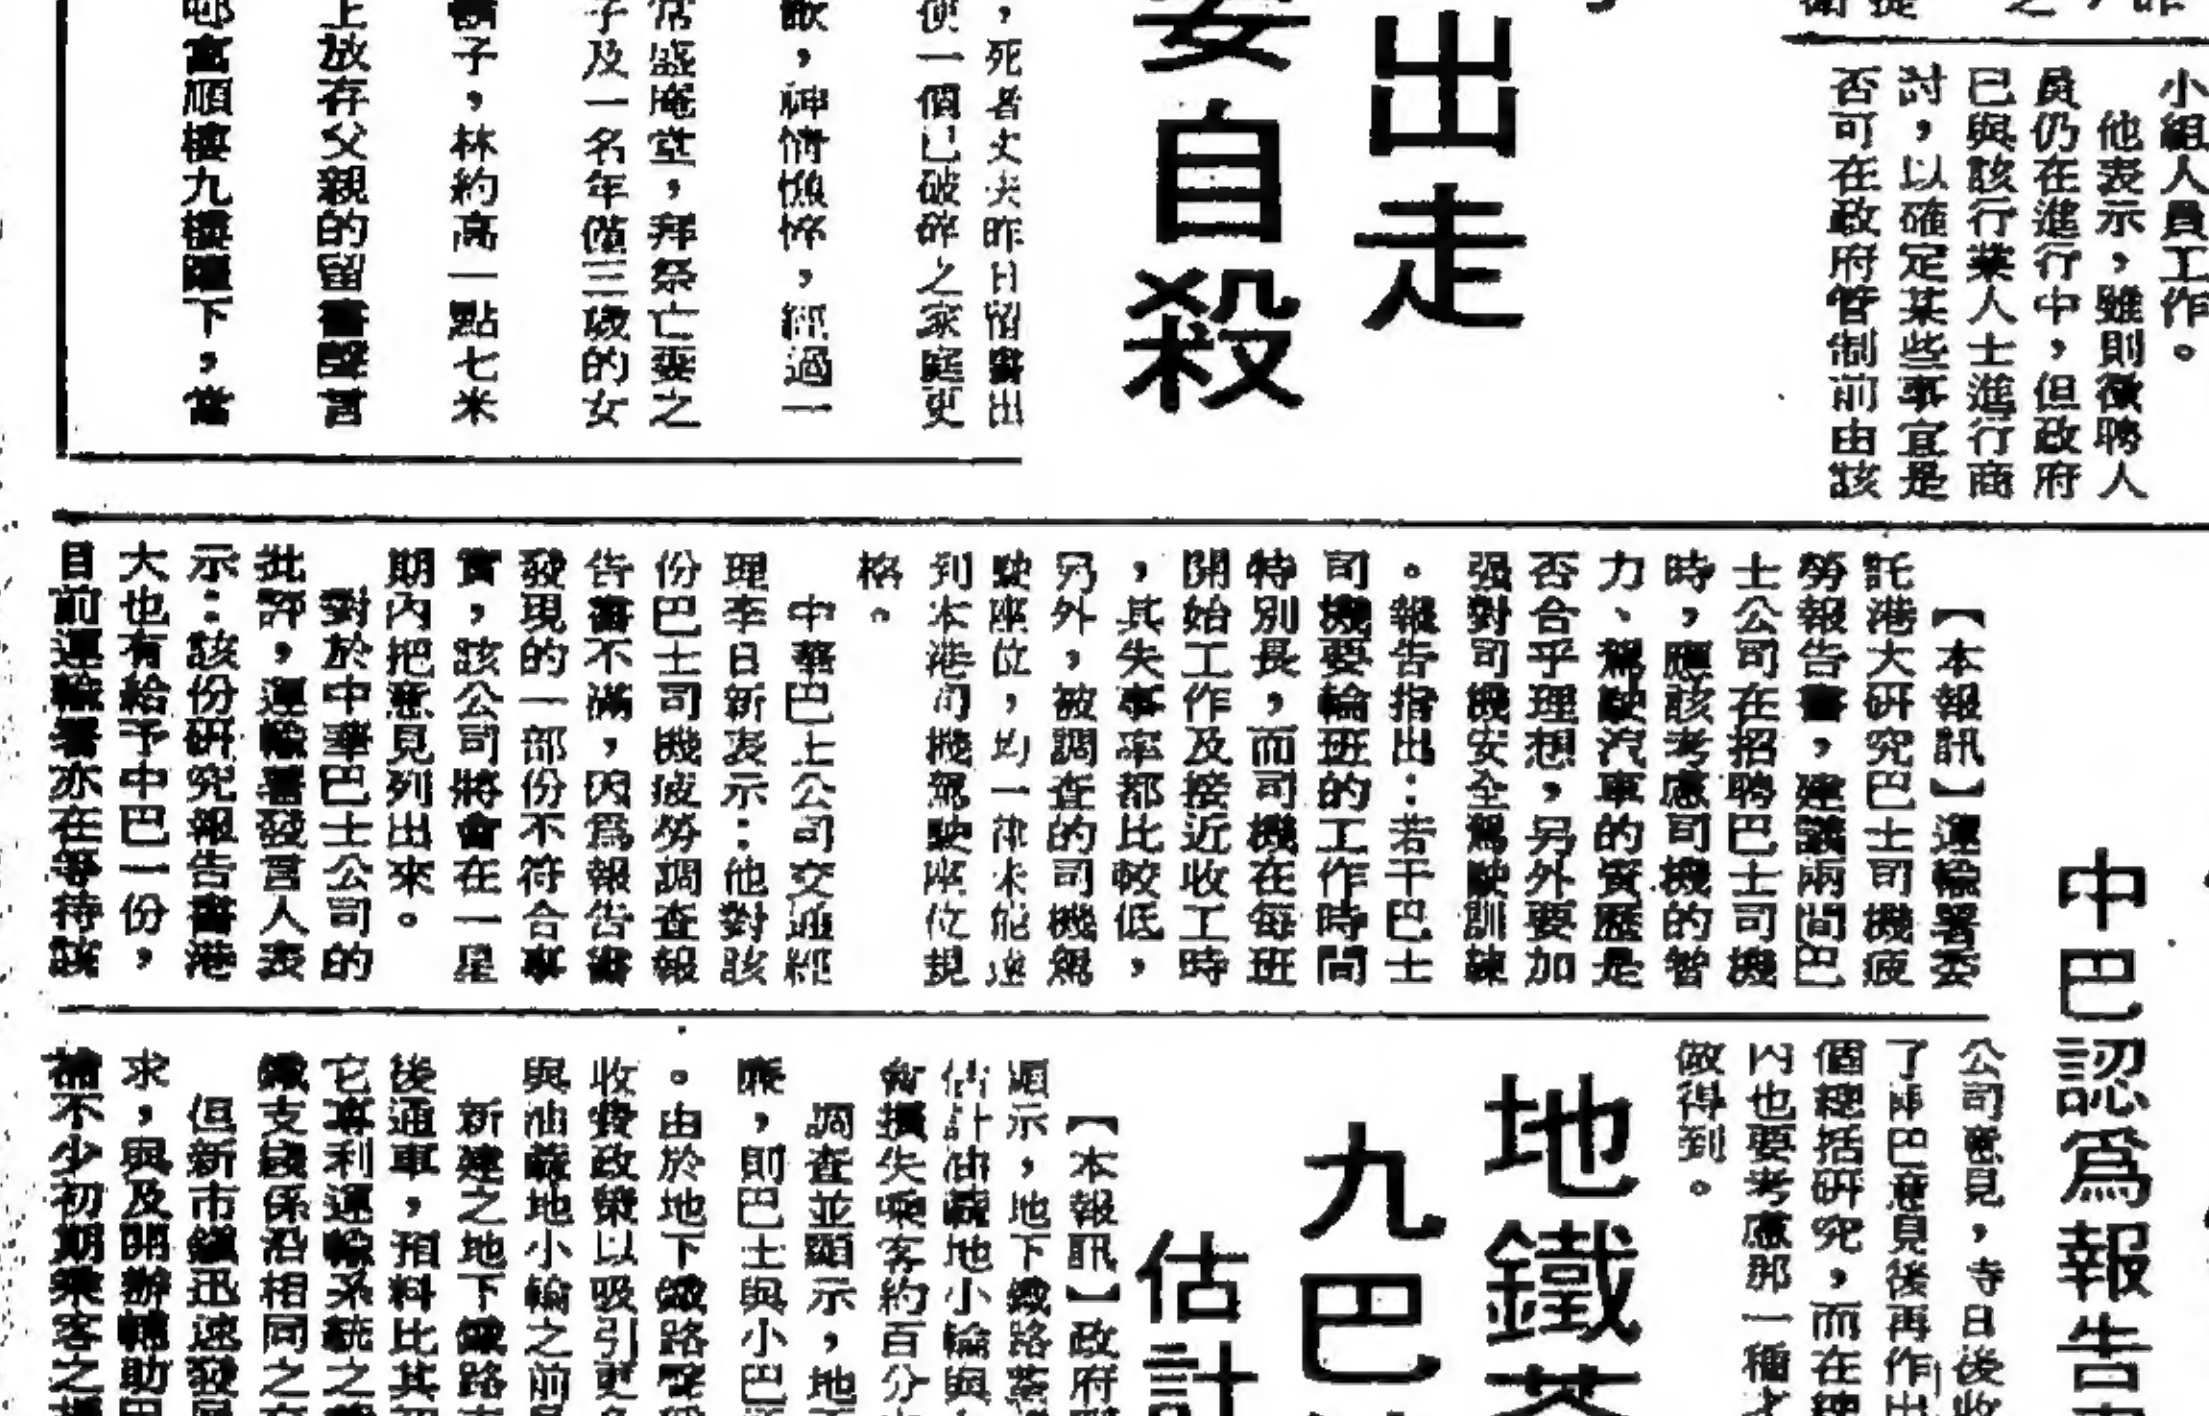 小組人員工作。
他表示，雖則徵聘人
員仍在進行中，但政府
已與該行業人士進行商
討，以確定某些事宜是
否可在政府管制前由該
出走
妾自殺
，死者丈夫昨日留書出
使一個已破碎之家庭更
歉，神情憔悴，經過一
常盛庵堂，拜祭亡妻之
子及一名年僅三歲的女
子，林約高一點七米
上放存父親的留書聲言
邨富順樓九樓躍下，當
中巴認爲報告
【本報訊】運輸署委
託港大研究巴士司機疲
勞報告書，建議兩間巴
士公司在招聘巴士司機
時，應該考慮司機的智
力、駕駛汽車的資歷是
否合乎理想，另外要加
强對司機安全駕駛訓練
。報告指出：若干巴士
司機要輪班的工作時間
特別長，而司機在每班
開始工作及接近收工時
，其失事率都比較低，
另外，被調查的司機駕
駛座位，均一律未能達
到本港司機駕駛座位規
格。
中華巴士公司交通經
理李日新表示：他對該
份巴士司機疲勞調查報
告書不滿，因爲報告書
發現的一部份不符合事
實，該公司將會在一星
期內把意見列出來。
對於中華巴士公司的
批評，運輸署發言人表
示：該份研究報告書港
大也有給予中巴一份，
目前運輸署亦在等待該
公司意見，寺日後收
了中巴意見後再作出
個總括研究，而在
內也要考慮那一種
做得到。
地鐵
九巴
估計
【本報訊】政府
顯示，地下鐵路
估計油蔴地小輪與
會損失乘客約百分
調查並顯示，地
，則巴士與小巴
。由於地下鐵路
收費政策以吸引更
與油蔴地小輪之前
新建之地下鐵路
後通車，預料比其
它專利運輸系統之
鐵支綫係沿相同之
但新市鎮迅速發展
求，與及開辦輔助
補不少初期乘客之